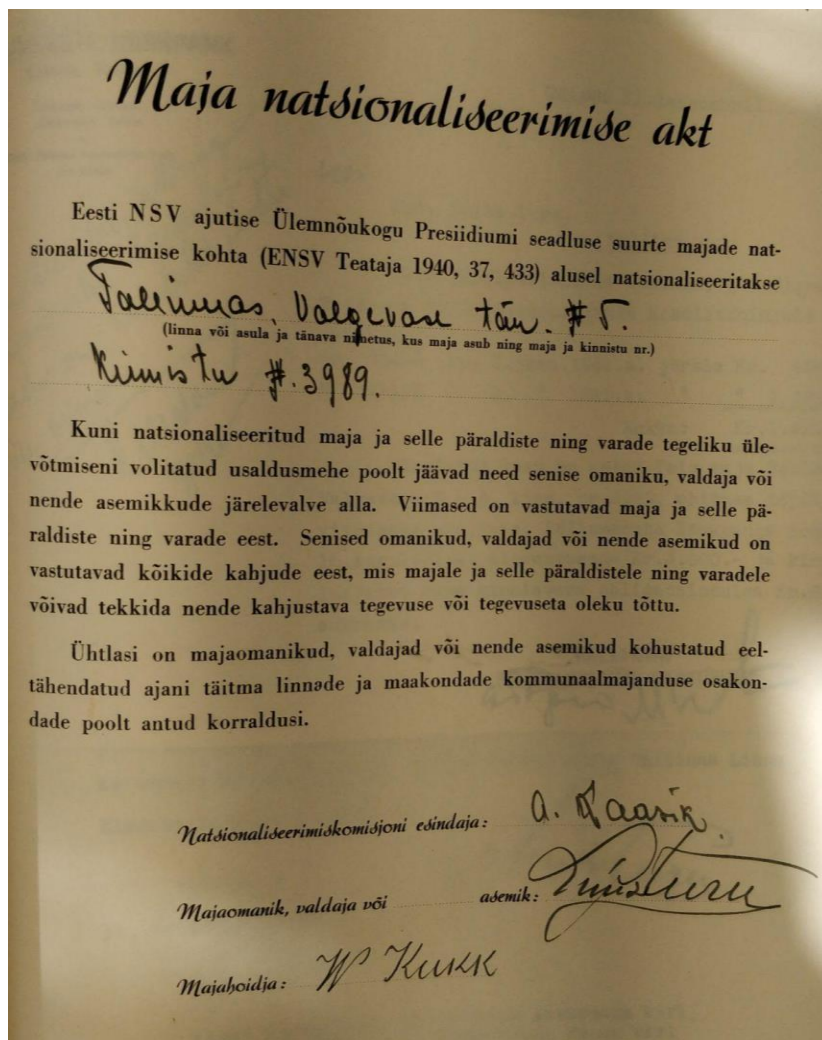 Maja natsionaliseerimise akt
Eesti NSV ajutise Ülemnõukogu Presiidiumi seadluse suurte majade nat-
sionaliseerimise kohta (ENSV Teataja 1940, 37, 433) alusel natsionaliseeritakse
Tallinnas, Valgevase tän. # 5.
(linna või asula ja tänava nimetus, kus maja asub ning maja ja kinnistu nr.)
Kinnistu #. 3989.
Kuni natsionaliseeritud maja ja selle päraldiste ning varade tegeliku üle-
võtmiseni volitatud usaldusmehe poolt jäävad need senise omaniku, valdaja või
nende asemikkude järelevalve alla. Viimased on vastutavad maja ja selle pä-
raldiste ning varade eest. Senised omanikud, valdajad või nende asemikud on
vastutavad kõikide kahjude eest, mis majale ja selle päraldistele ning varadele
võivad tekkida nende kahjustava tegevuse või tegevuseta oleku tõttu.
Ühtlasi on majaomanikud, valdajad või nende asemikud kohustatud eel-
tähendatud ajani täitma linnade ja maakondade kommunaalmajanduse osakon-
dade poolt antud korraldusi.
Natsionaliseerimiskomisjoni esindaja: A. Kaasik.
Majaomanik, valdaja või asemik:
Majahoidja: W Kukk